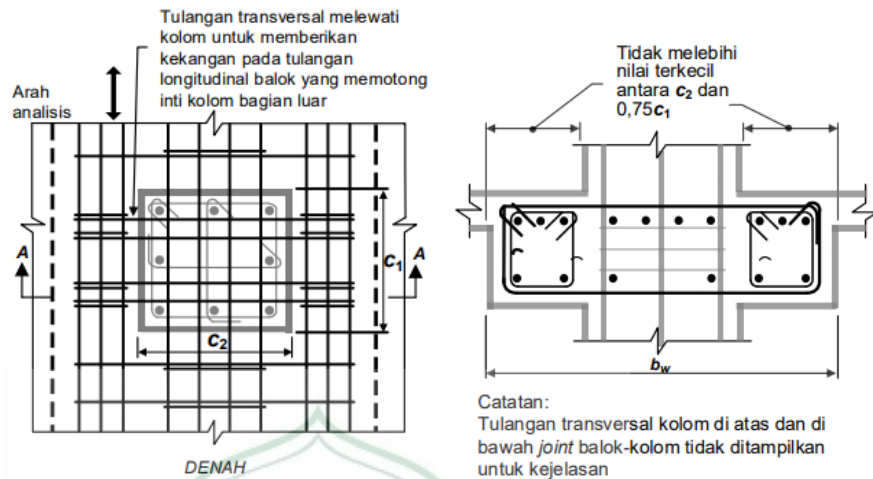 Tulangan transversal melewati
kolom untuk memberikan
kekangan pada tulangan
longitudinal balok yang memotong
inti kolom bagian luar
Arah
analisis
A
A
c₁
c₂
DENAH
Tidak melebihi
nilai terkecil
antara c₂ dan
0,75c₁
bw
Catatan:
Tulangan transversal kolom di atas dan di
bawah joint balok-kolom tidak ditampilkan
untuk kejelasan